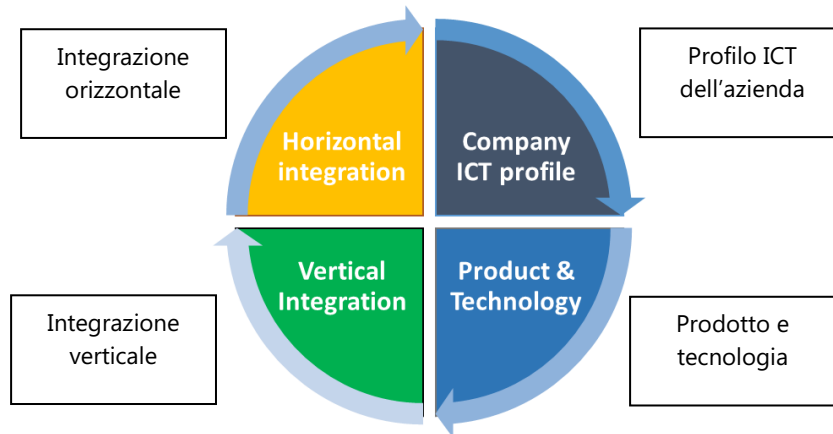 Integrazione
orizzontale
Profilo ICT
dell'azienda
Horizontal
integration
Company
ICT profile
Vertical
Integration
Product &
Technology
Integrazione
verticale
Prodotto e
tecnologia